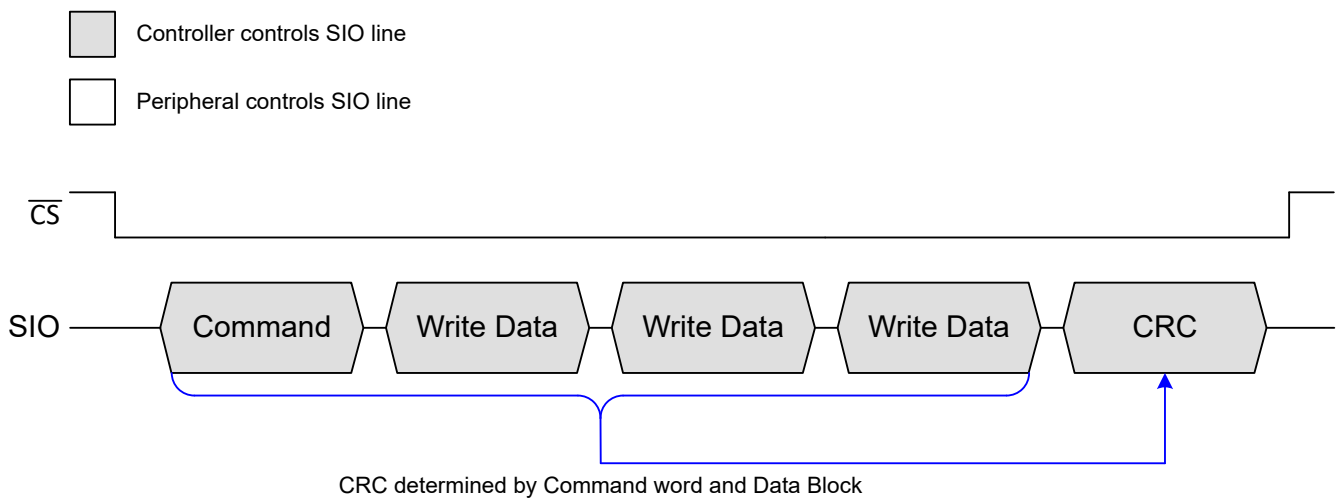 Controller controls SIO line
Peripheral controls SIO line
CS
SIO
Command
Write Data
Write Data
Write Data
CRC
CRC determined by Command word and Data Block